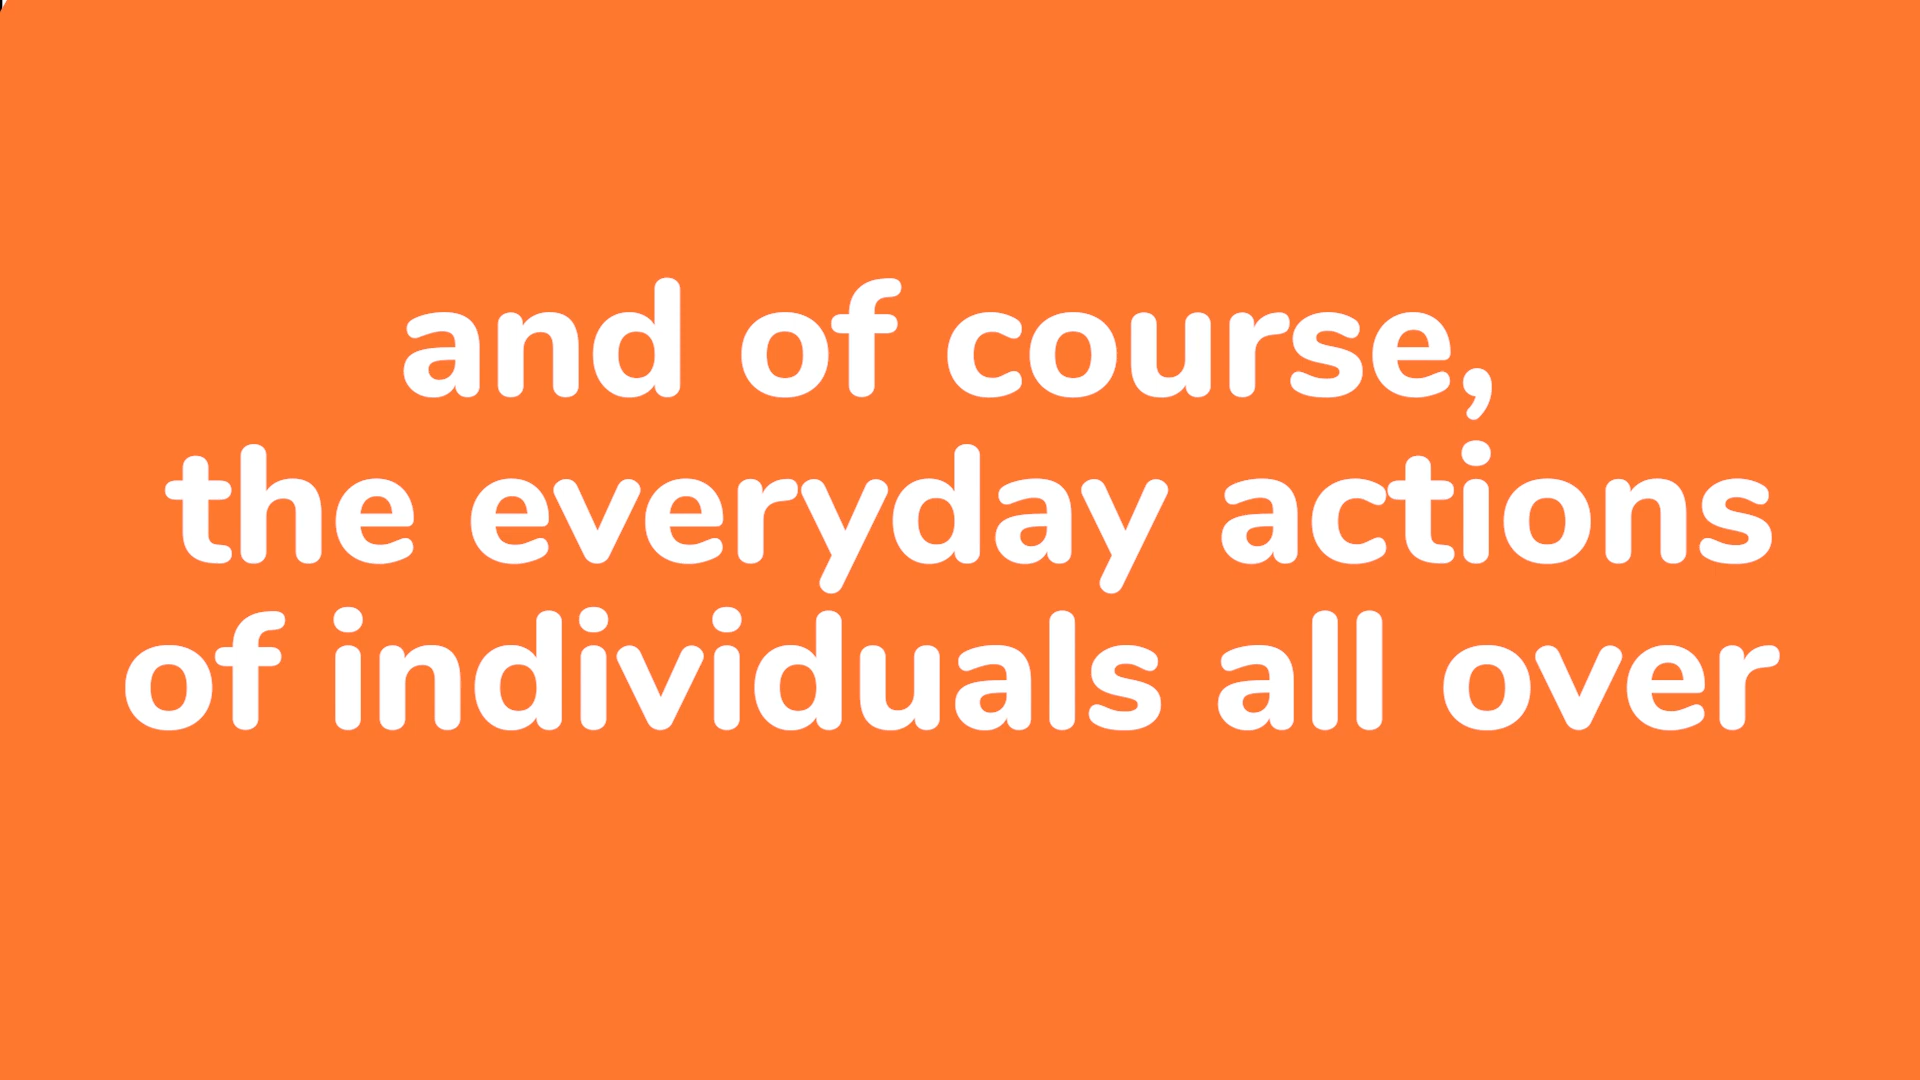 and of course,
the everyday actions
of individuals all over